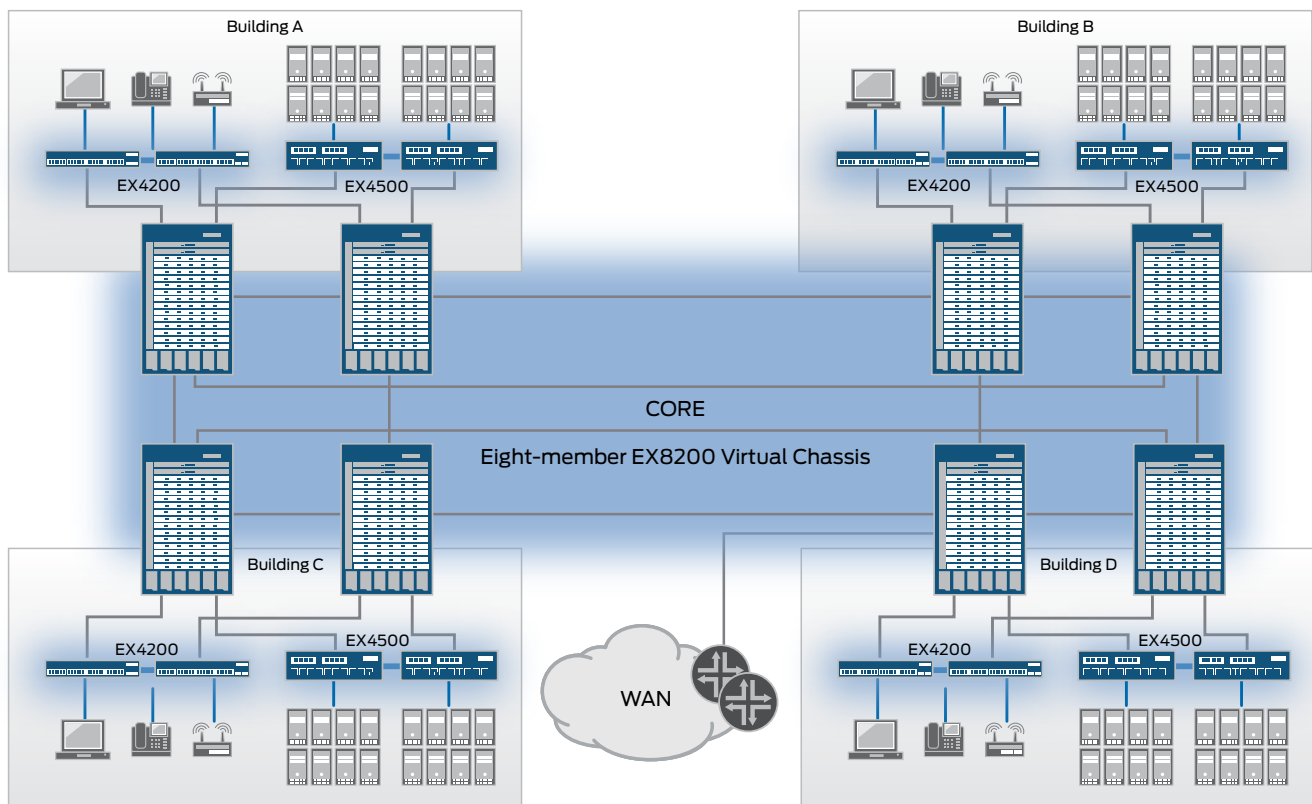 Building A
Building B
EX4200
EX4500
EX4200
EX4500
CORE
Eight-member EX8200 Virtual Chassis
Building C
Building D
EX4200
EX4500
WAN
EX4200
EX4500